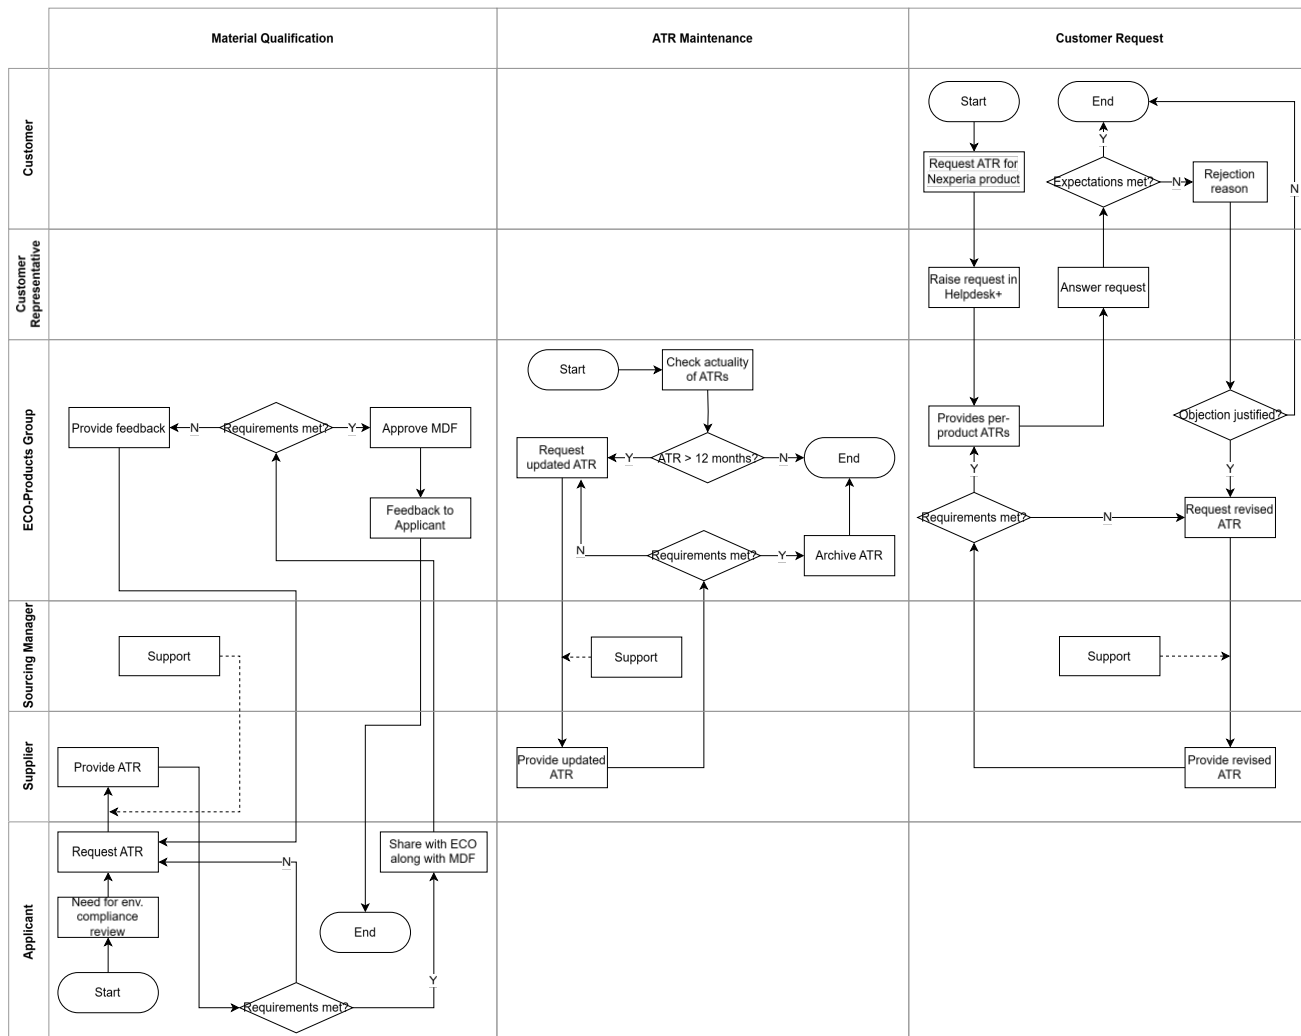 Material Qualification
ATR Maintenance
Customer Request
Customer
Start
End
Request ATR for
Nexperia product
Y
Expectations met?
N
Rejection
reason
N
Customer
Representative
Raise request in
Helpdesk+
Answer request
ECO-Products Group
Provide feedback
N
Requirements met?
Y
Approve MDF
Feedback to
Applicant
Start
Check actuality
of ATRs
Request
updated ATR
Y
ATR > 12 months?
N
End
N
Requirements met?
Y
Archive ATR
Provides per-
product ATRs
Objection justified?
Y
Y
Requirements met?
N
Request revised
ATR
Sourcing Manager
Support
Support
Support
Supplier
Provide ATR
Provide updated
ATR
Provide revised
ATR
Applicant
Request ATR
N
Share with ECO
along with MDF
Need for env.
compliance
review
End
Start
Requirements met?
Y